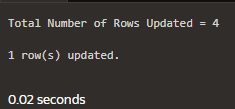 Total Number of Rows Updated = 4
1 row(s) updated.
0.02 seconds